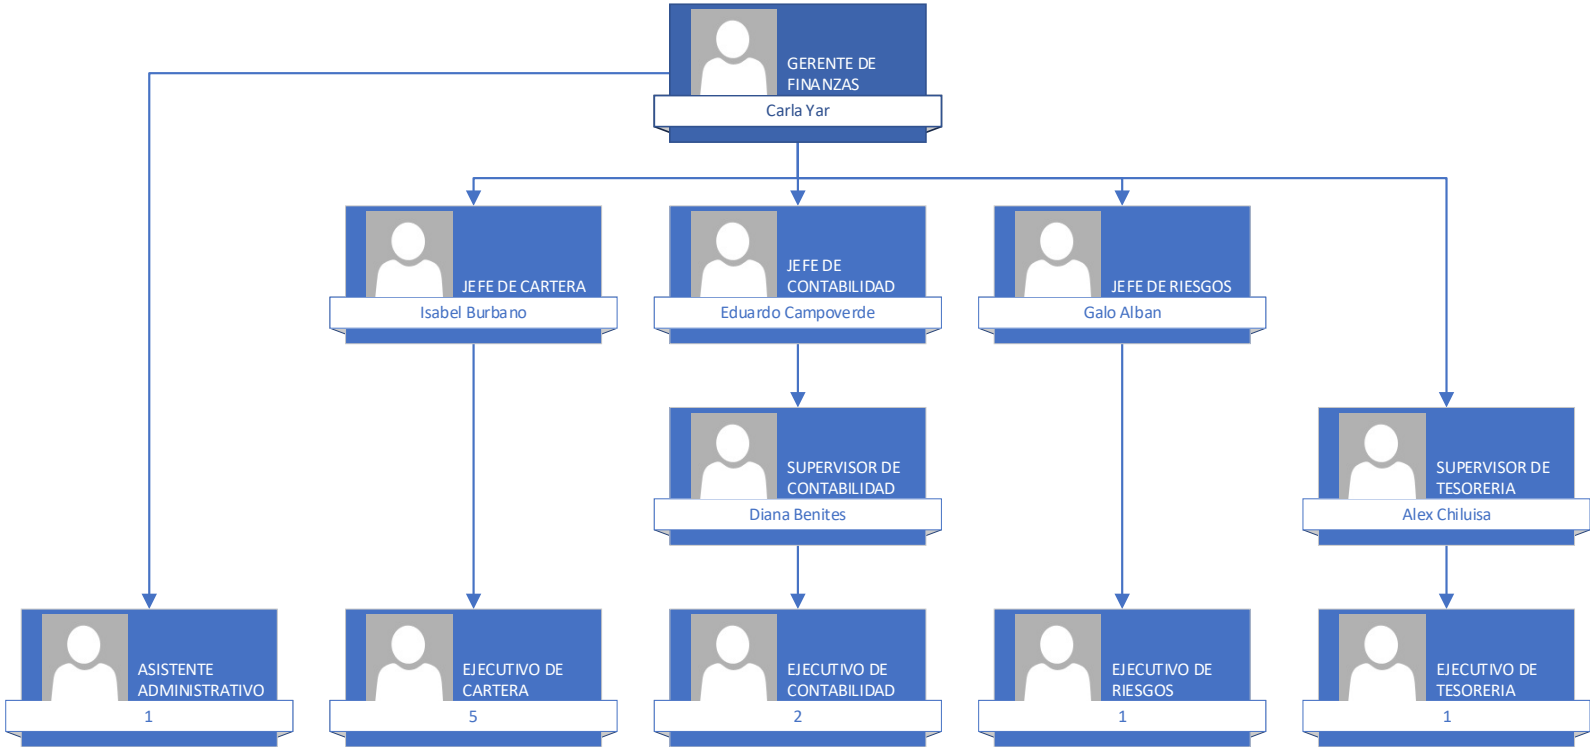 GERENTE DE
FINANZAS
Carla Yar
JEFE DE CARTERA
Isabel Burbano
JEFE DE
CONTABILIDAD
Eduardo Campoverde
JEFE DE RIESGOS
Galo Alban
SUPERVISOR DE
CONTABILIDAD
Diana Benites
SUPERVISOR DE
TESORERIA
Alex Chiluisa
ASISTENTE
ADMINISTRATIVO
1
EJECUTIVO DE
CARTERA
5
EJECUTIVO DE
CONTABILIDAD
2
EJECUTIVO DE
RIESGOS
1
EJECUTIVO DE
TESORERIA
1